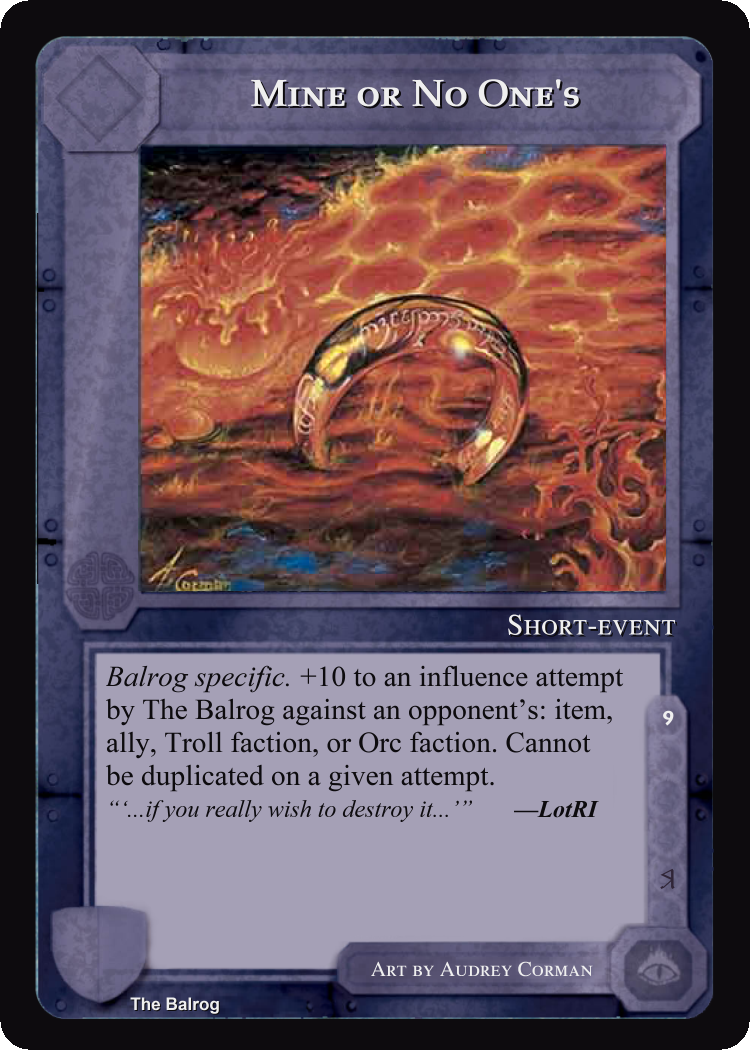 Mine or No One's
A. Corman
Short-event
Balrog specific. +10 to an influence attempt
by The Balrog against an opponent’s: item,
ally, Troll faction, or Orc faction. Cannot
be duplicated on a given attempt.
“‘...if you really wish to destroy it...’” —LotRI
9
Art by Audrey Corman
The Balrog